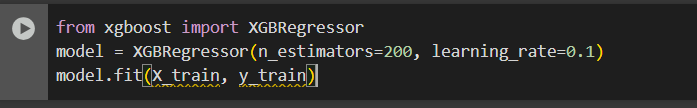 from xgboost import XGBRegressor
model = XGBRegressor(n_estimators=200, learning_rate=0.1)
model.fit(X_train, y_train)